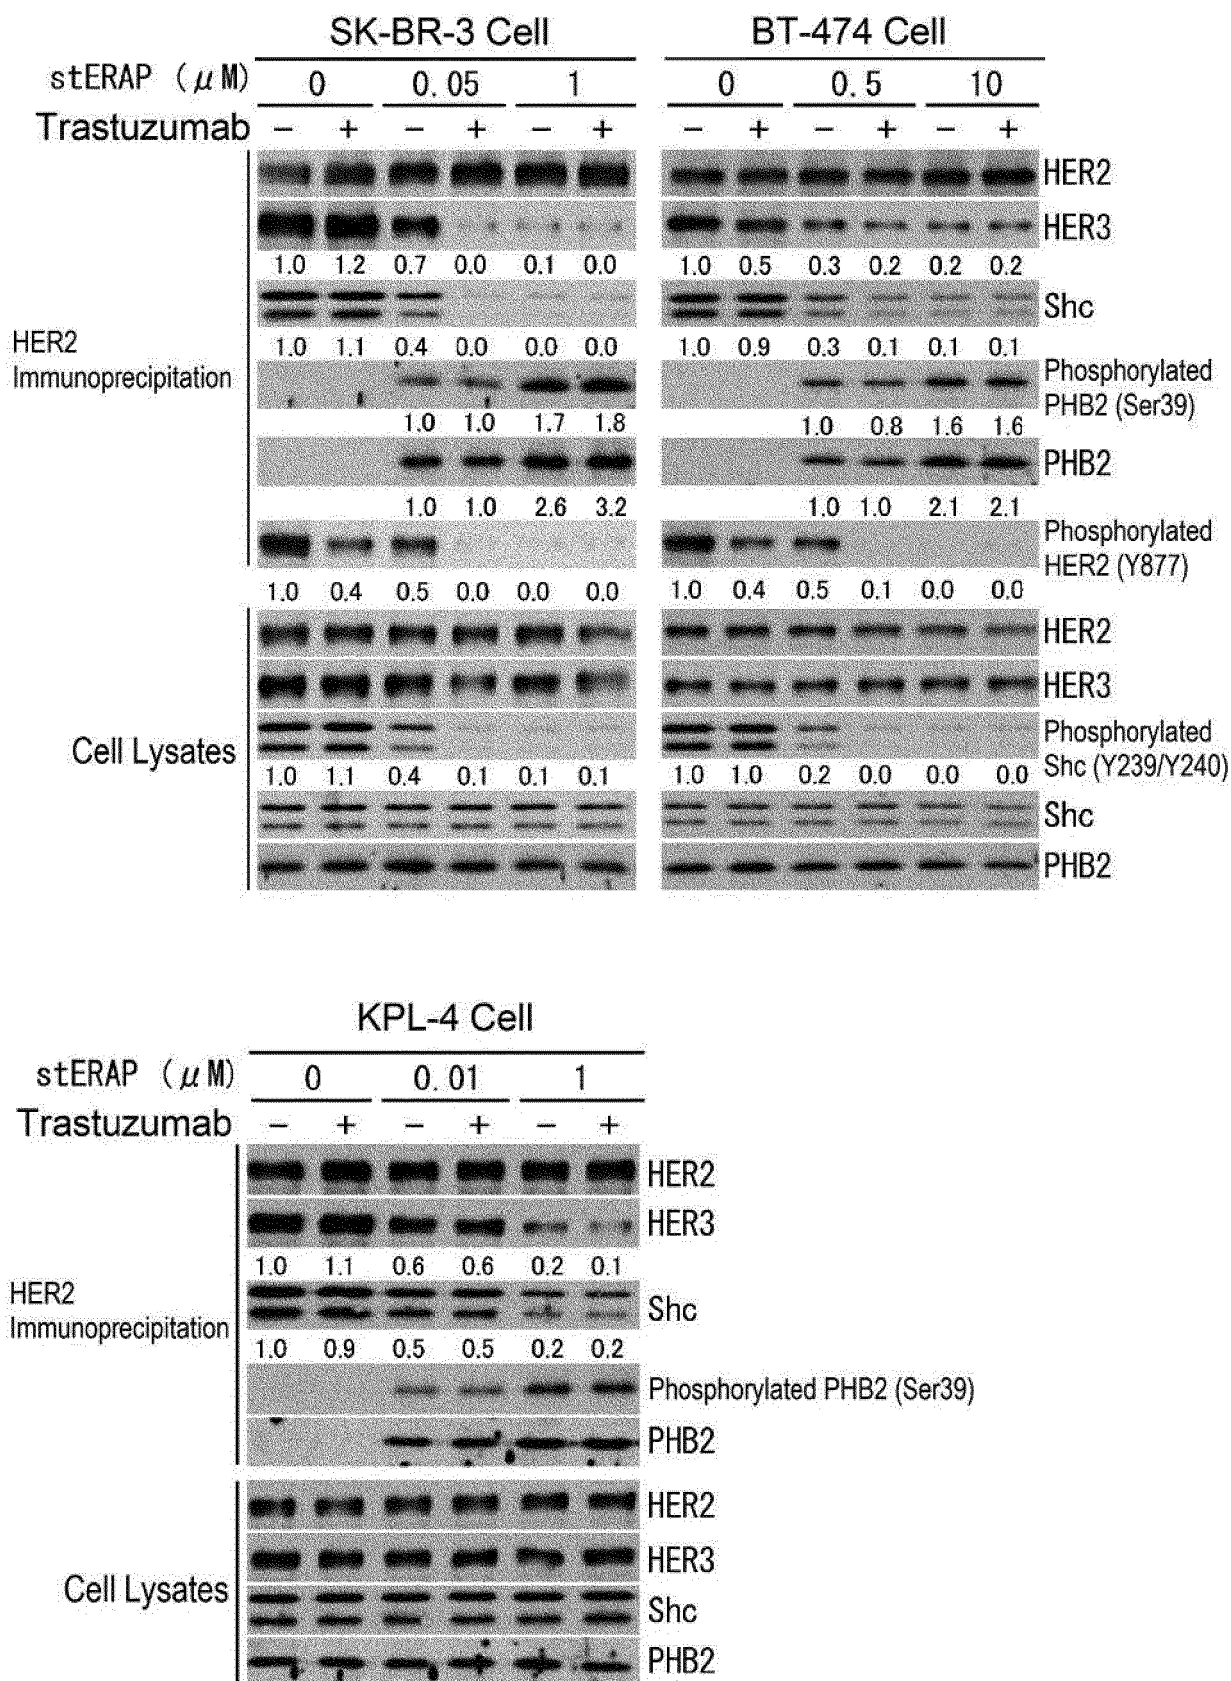 SK-BR-3 Cell BT-474 Cell
stERAP (μM) 0 0.05 1 0 0.5 10
Trastuzumab − + − + − + − + − + − +
HER2
HER3
1.0 1.2 0.7 0.0 0.1 0.0 1.0 0.5 0.3 0.2 0.2 0.2
Shc
HER2
Immunoprecipitation
1.0 1.1 0.4 0.0 0.0 0.0 1.0 0.9 0.3 0.1 0.1 0.1
Phosphorylated
PHB2 (Ser39)
1.0 1.0 1.7 1.8 1.0 0.8 1.6 1.6
PHB2
1.0 1.0 2.6 3.2 1.0 1.0 2.1 2.1
Phosphorylated
HER2 (Y877)
1.0 0.4 0.5 0.0 0.0 0.0 1.0 0.4 0.5 0.1 0.0 0.0
HER2
HER3
Cell Lysates
Phosphorylated
Shc (Y239/Y240)
1.0 1.1 0.4 0.1 0.1 0.1 1.0 1.0 0.2 0.0 0.0 0.0
Shc
PHB2
KPL-4 Cell
stERAP (μM) 0 0.01 1
Trastuzumab − + − + − +
HER2
HER3
1.0 1.1 0.6 0.6 0.2 0.1
HER2
Immunoprecipitation
Shc
1.0 0.9 0.5 0.5 0.2 0.2
Phosphorylated PHB2 (Ser39)
PHB2
HER2
HER3
Cell Lysates
Shc
PHB2